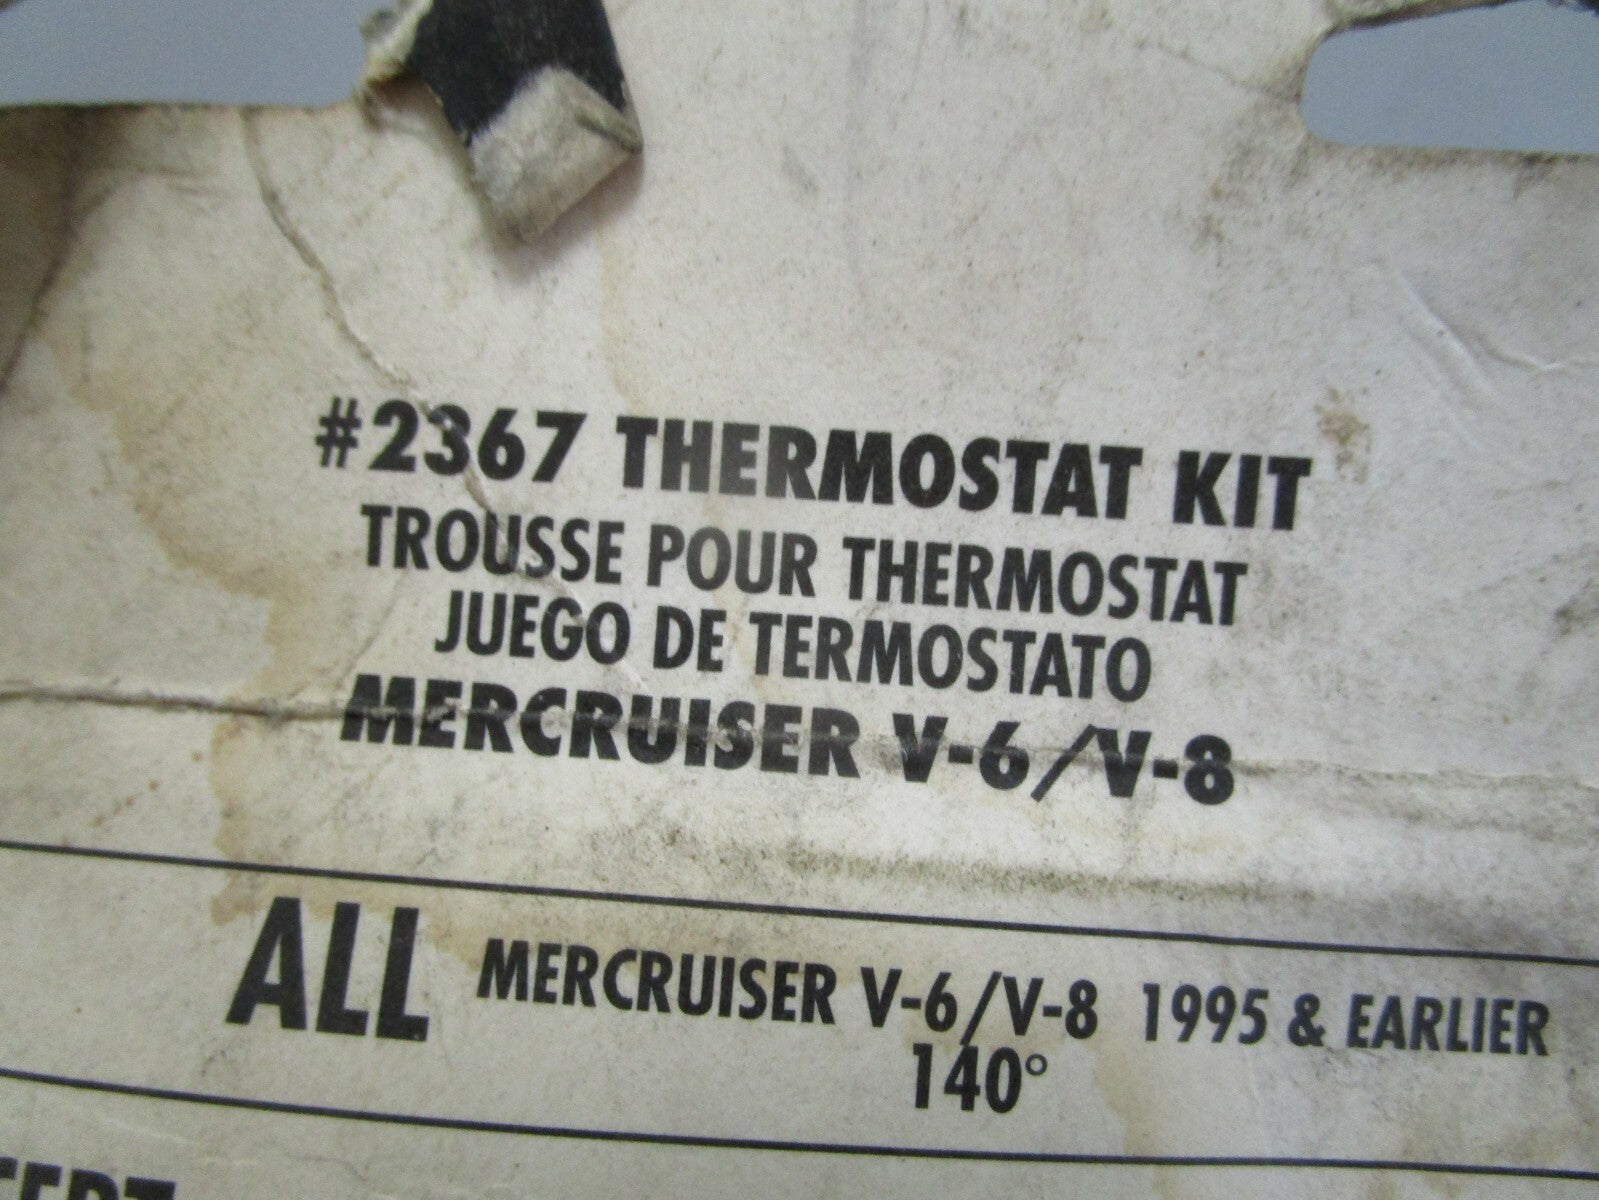 #2367 THERMOSTAT KIT
TROUSSE POUR THERMOSTAT
JUEGO DE TERMOSTATO
MERCRUISER V-6/V-8
ALL MERCRUISER V-6/V-8 1995 & EARLIER
140°